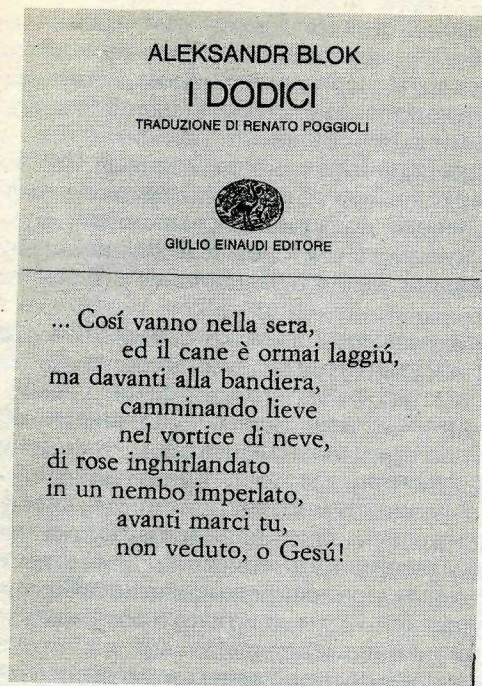 ALEKSANDR BLOK
I DODICI
TRADUZIONE DI RENATO POGGIOLI
GIULIO EINAUDI EDITORE
... Cosí vanno nella sera,
ed il cane è ormai laggiú,
ma davanti alla bandiera,
camminando lieve
nel vortice di neve,
di rose inghirlandato
in un nembo imperlato,
avanti marci tu,
non veduto, o Gesú!